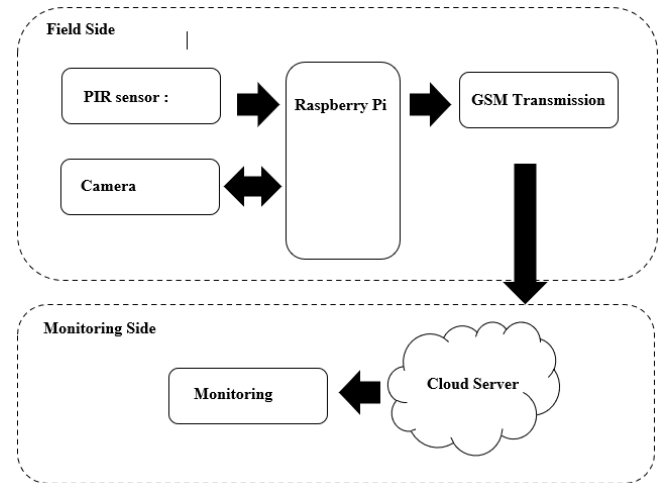 Field Side
PIR sensor :
Raspberry Pi
GSM Transmission
Camera
Monitoring Side
Cloud Server
Monitoring